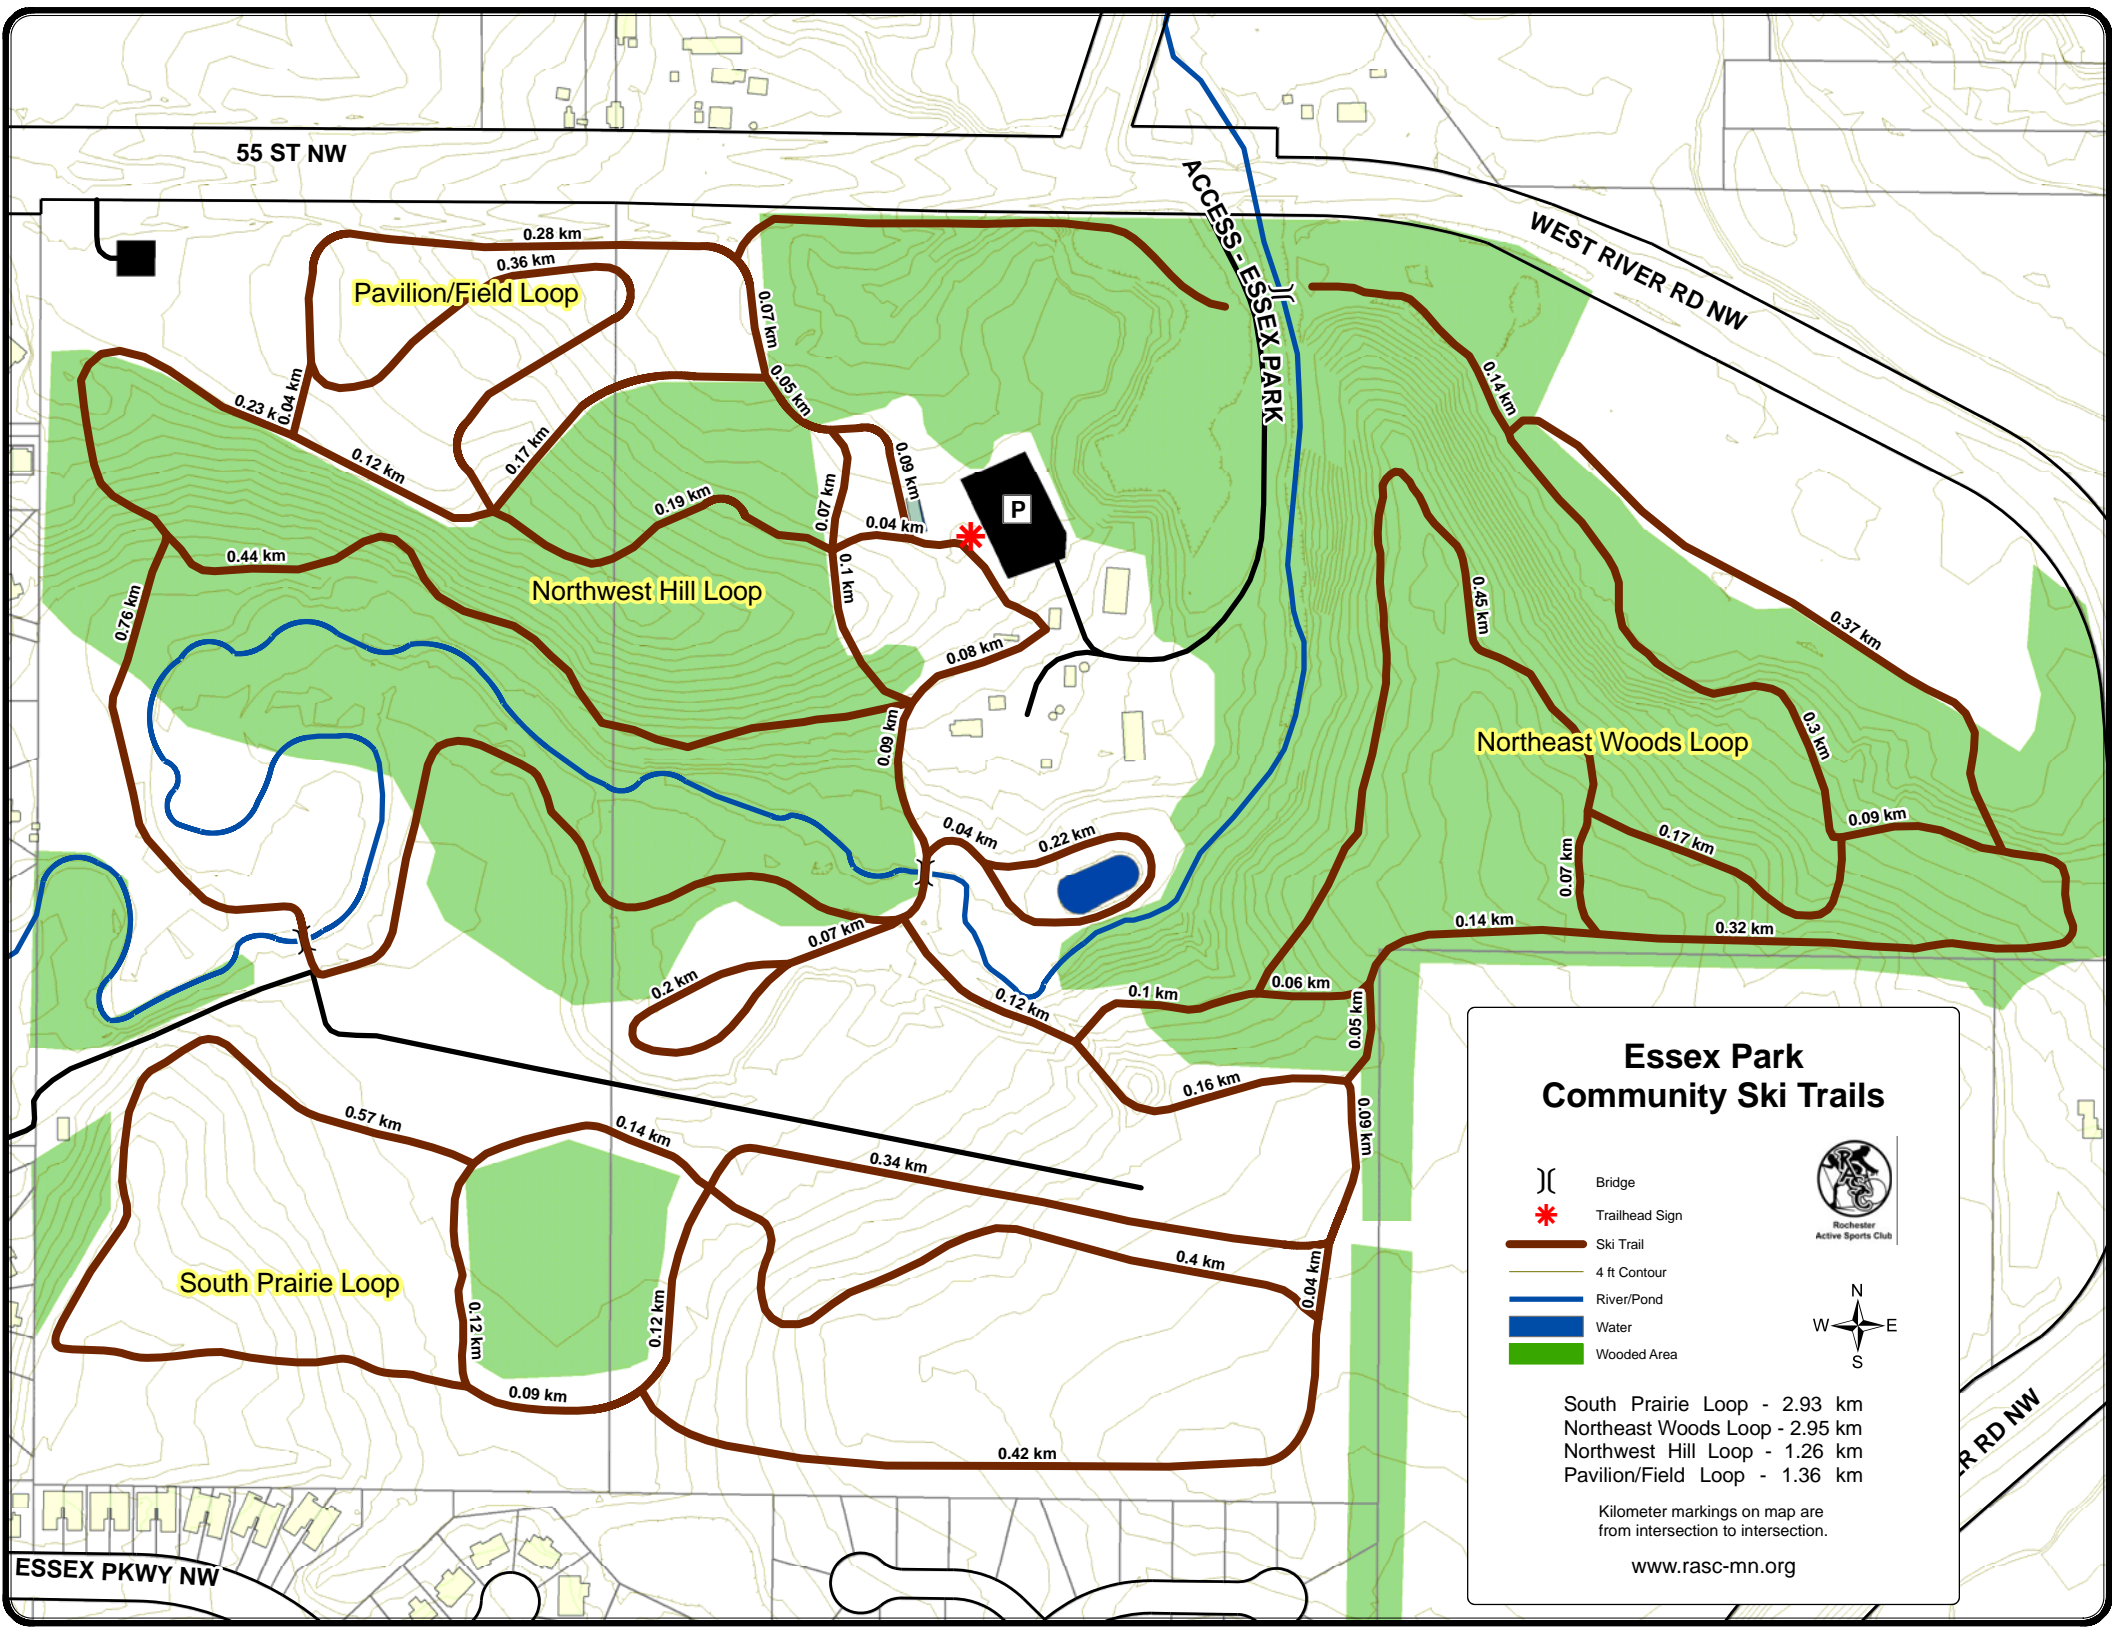 55 ST NW
ACCESS - ESSEX PARK
WEST RIVER RD NW
0.28 km
0.36 km
Pavilion/Field Loop
0.07 km
0.05 km
0.04 km
0.23 k
0.12 km
0.17 km
0.14 km
0.09 km
0.07 km
0.19 km
0.04 km
P
0.44 km
0.76 km
Northwest Hill Loop
0.1 km
0.08 km
0.45 km
0.37 km
0.09 km
Northeast Woods Loop
0.3 km
0.04 km
0.22 km
0.17 km
0.09 km
0.07 km
0.07 km
0.14 km
0.32 km
0.2 km
0.12 km
0.1 km
0.06 km
0.05 km
0.16 km
0.09 km
0.57 km
0.14 km
0.34 km
South Prairie Loop
0.4 km
0.04 km
0.12 km
0.12 km
0.09 km
0.42 km
ESSEX PKWY NW
ER RD NW
Essex Park
Community Ski Trails
Bridge
Trailhead Sign
Ski Trail
4 ft Contour
River/Pond
Water
Wooded Area
RASC
Rochester
Active Sports Club
N
W E
S
South Prairie Loop - 2.93 km
Northeast Woods Loop - 2.95 km
Northwest Hill Loop - 1.26 km
Pavilion/Field Loop - 1.36 km
Kilometer markings on map are
from intersection to intersection.
www.rasc-mn.org